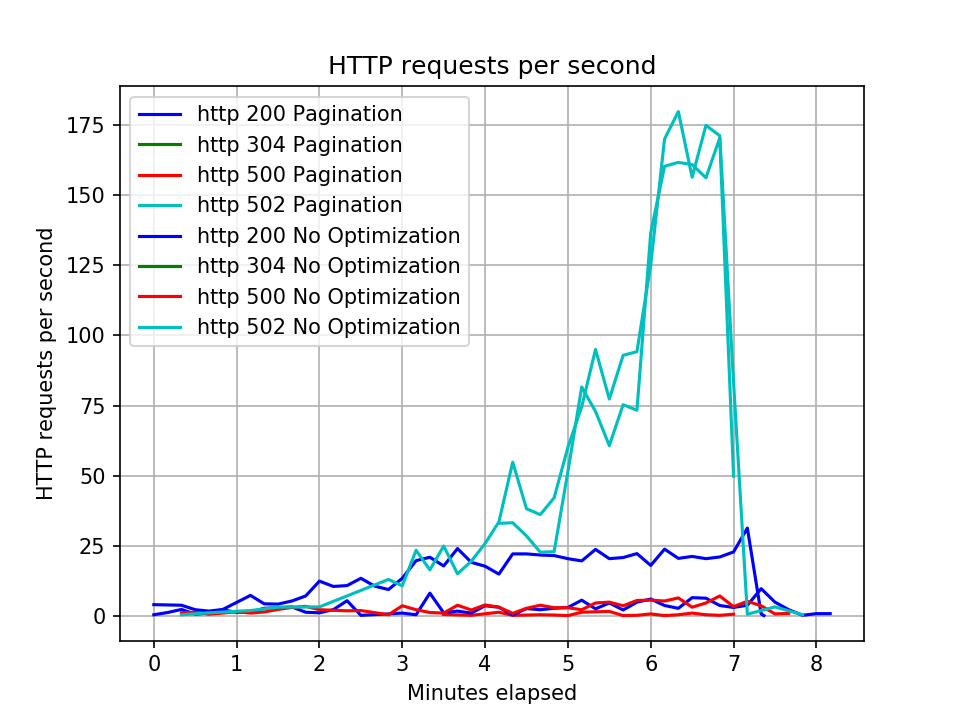 HTTP requests per second
http 200 Pagination
http 304 Pagination
http 500 Pagination
http 502 Pagination
http 200 No Optimization
http 304 No Optimization
http 500 No Optimization
http 502 No Optimization
HTTP requests per second
175
150
125
100
75
50
25
0
0 1 2 3 4 5 6 7 8
Minutes elapsed